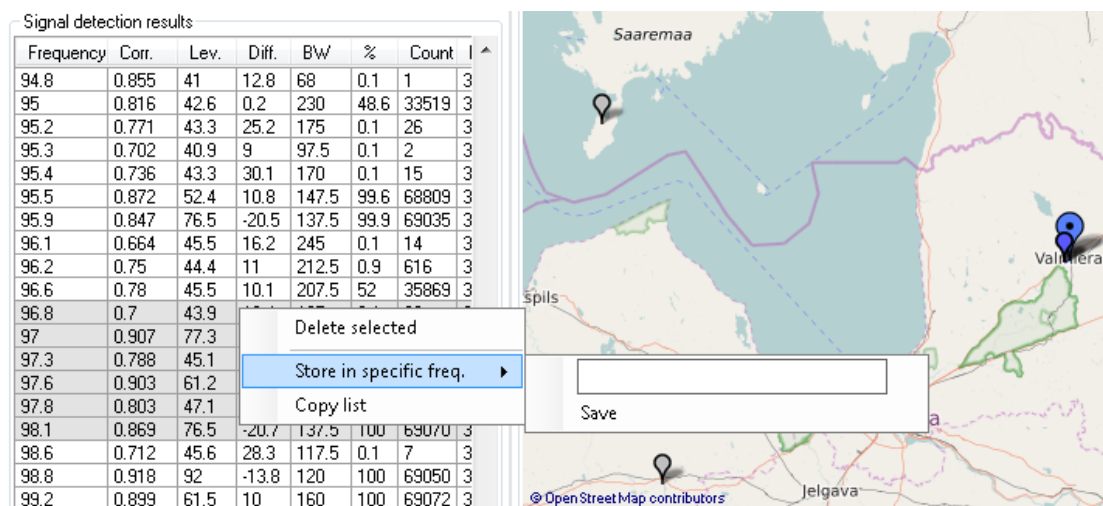 Signal detection results
Frequency Corr. Lev. Diff. BW % Count
94.8 0.855 41 12.8 68 0.1 1 3
95 0.816 42.6 0.2 230 48.6 33519 3
95.2 0.771 43.3 25.2 175 0.1 26 3
95.3 0.702 40.9 9 97.5 0.1 2 3
95.4 0.736 43.3 30.1 170 0.1 15 3
95.5 0.872 52.4 10.8 147.5 99.6 68809 3
95.9 0.847 76.5 -20.5 137.5 99.9 69035 3
96.1 0.664 45.5 16.2 245 0.1 14 3
96.2 0.75 44.4 11 212.5 0.9 616 3
96.6 0.78 45.5 10.1 207.5 52 35869 3
96.8 0.7 43.9
97 0.907 77.3
97.3 0.788 45.1
97.6 0.903 61.2
97.8 0.803 47.1
98.1 0.869 76.5 -20.7 137.5 100 69070 3
98.6 0.712 45.6 28.3 117.5 0.1 7 3
98.8 0.918 92 -13.8 120 100 69050 3
99.2 0.899 61.5 10 160 100 69072 3
Delete selected
Store in specific freq.
Copy list
Save
Saaremaa
spils
Jelgava
© OpenStreetMap contributors